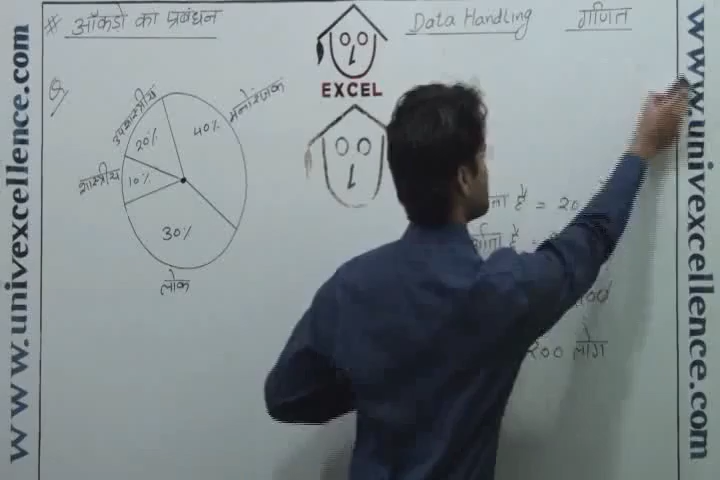 # आँकड़ो का प्रबंधन
Data Handling
गणित
EXCEL
उपशास्त्रीय
20%
40%
मनोरंजक
शास्त्रीय
10%
30%
लोक
है = 20
है =
200 लोग
www.univexcellence.com
www.univexcellence.com